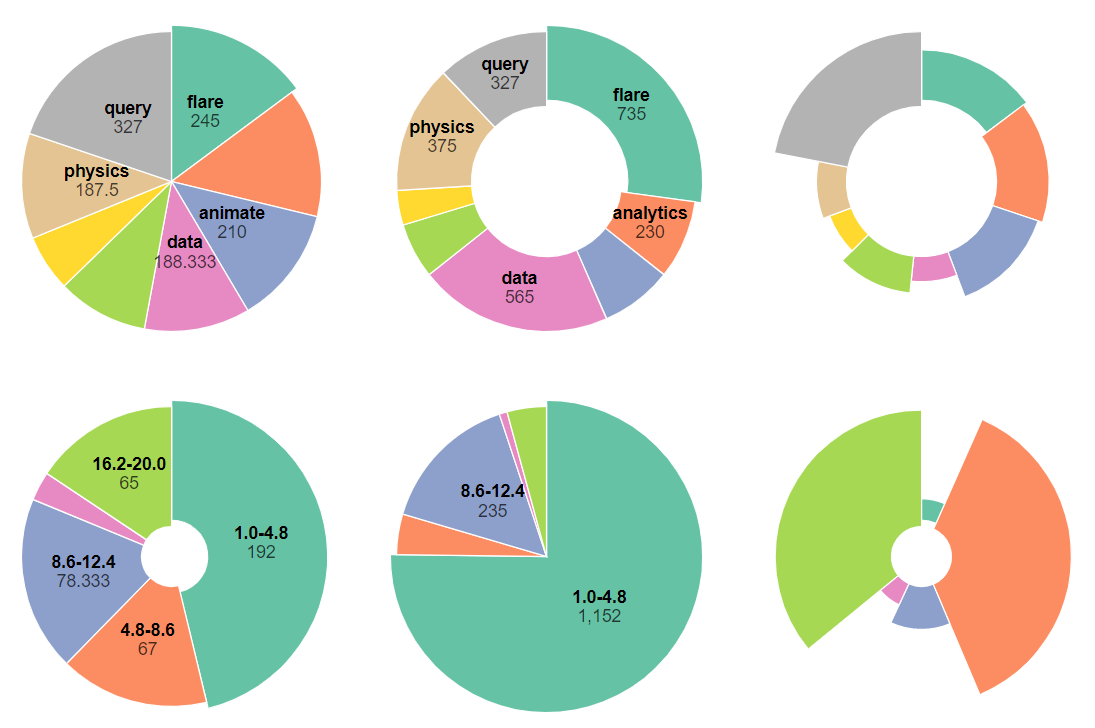 query
327
flare
245
physics
187.5
animate
210
data
188.333
query
327
flare
735
physics
375
analytics
230
data
565
16.2-20.0
65
1.0-4.8
192
8.6-12.4
78.333
4.8-8.6
67
8.6-12.4
235
1.0-4.8
1,152